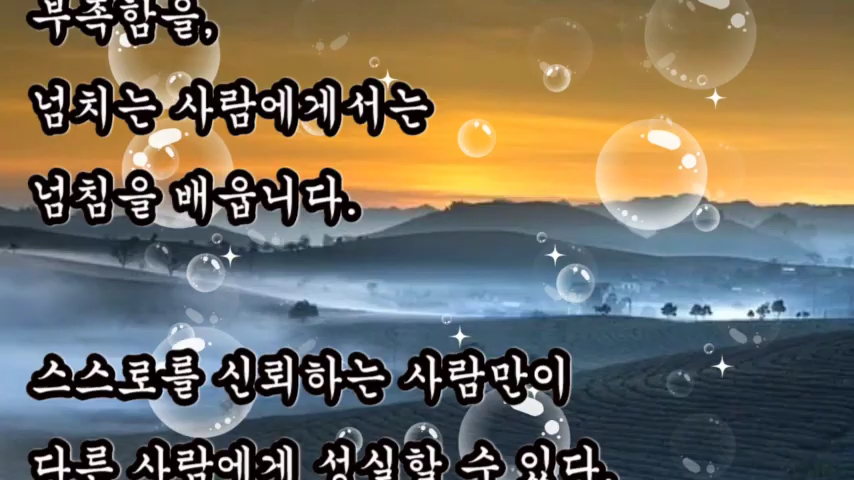 부족함을,
넘치는 사람에게서는
넘침을 배웁니다.
스스로를 신뢰하는 사람만이
다른 사람에게 성실할 수 있다.